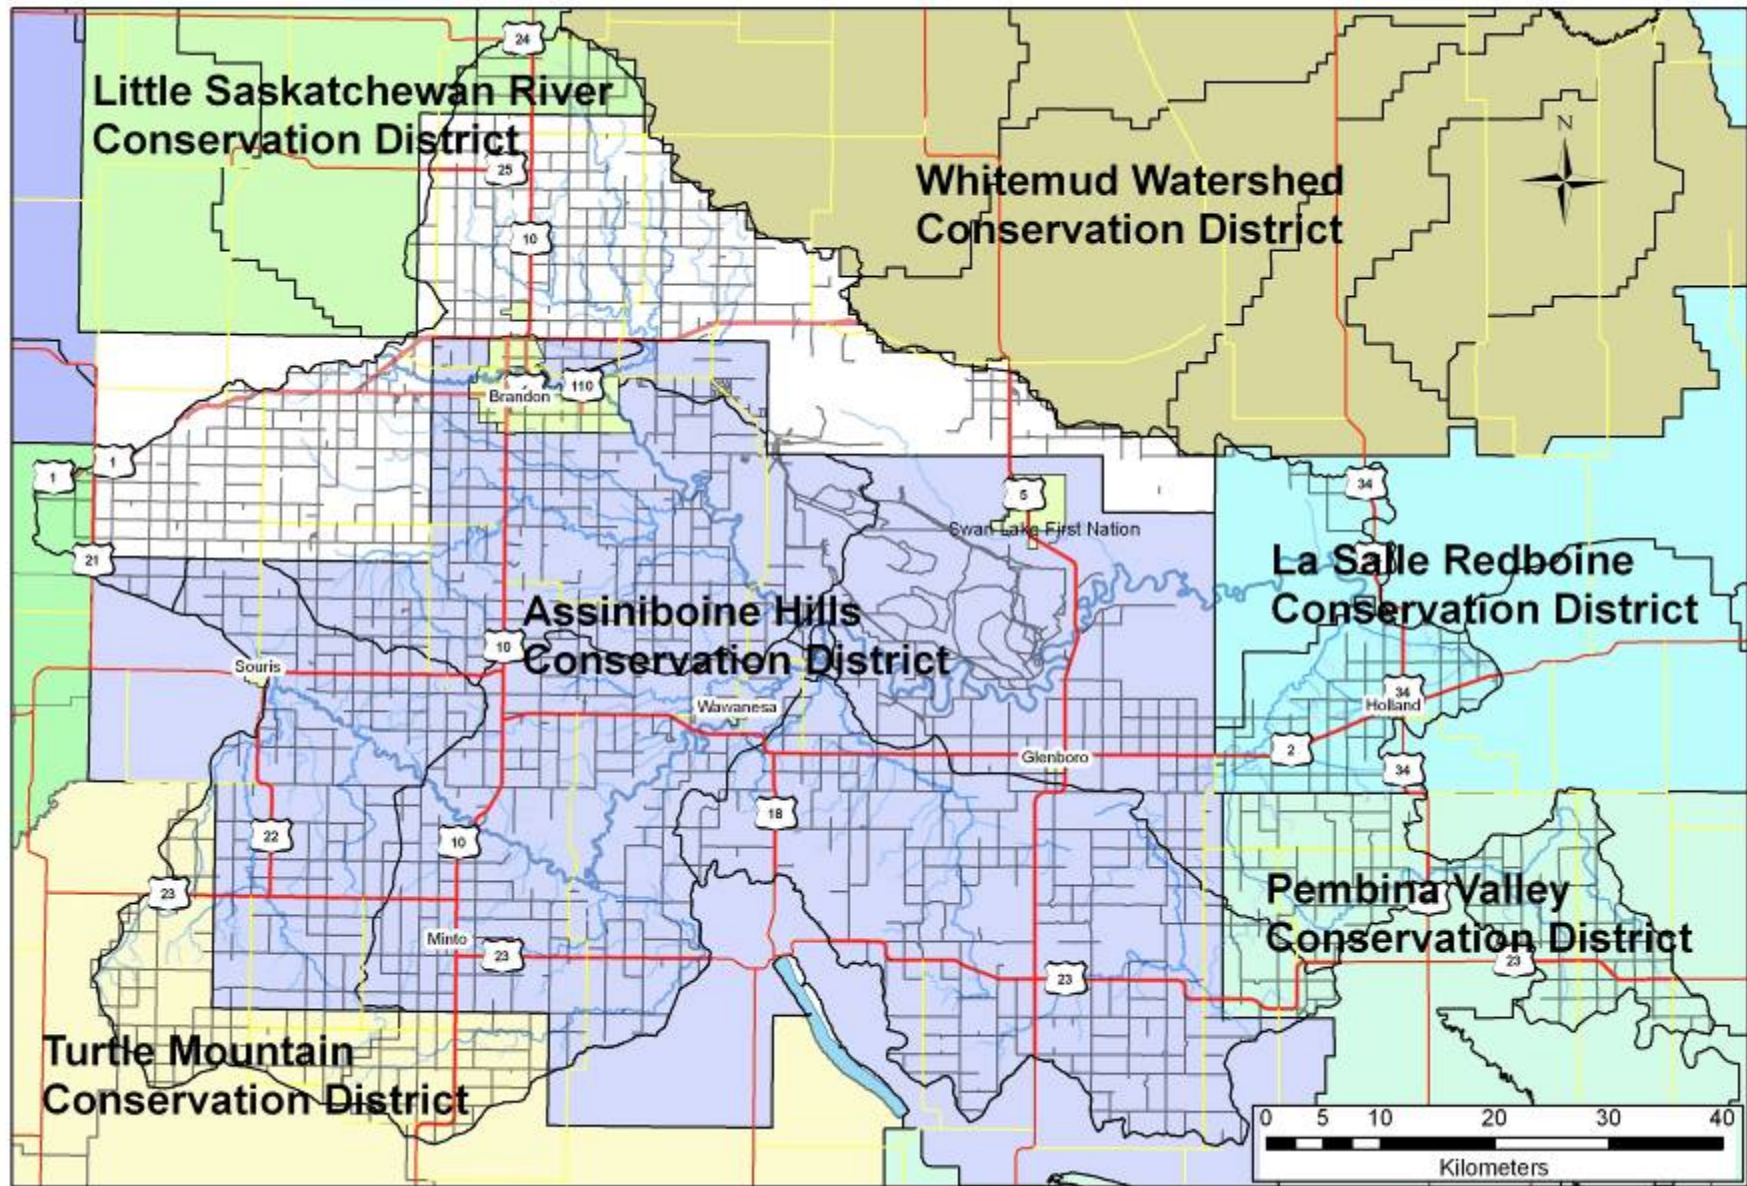 24
Little Saskatchewan River
Conservation District
25
N
Whitemud Watershed
Conservation District
10
Brandon
110
1
1
34
5
Swan Lake First Nation
21
La Salle Redboine
Conservation District
Assiniboine Hills
Conservation District
10
Souris
34
Holland
Wawanesa
2
Glenboro
34
18
22
10
23
Pembina Valley
Conservation District
Minto
23
23
23
Turtle Mountain
Conservation District
0 5 10 20 30 40
Kilometers